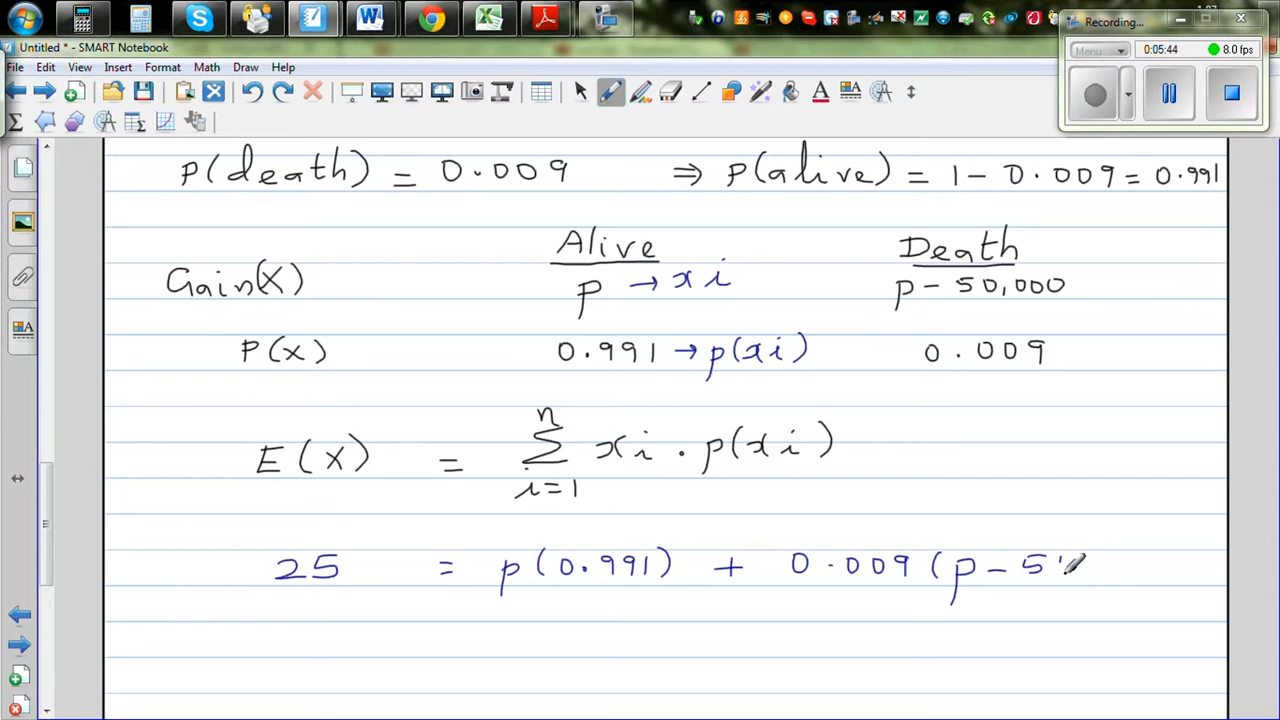 Recording...
Untitled * - SMART Notebook
Menu
0:05:44
8.0 fps
File Edit View Insert Format Math Draw Help
P(death) = 0.009 ⇒ P(alive) = 1 - 0.009 = 0.991
Alive Death
Gain(X) p → xi p - 50,000
P(x) 0.991 → p(xi) 0.009
n
E(X) = Σ xi . p(xi)
i=1
25 = p(0.991) + 0.009 (p - 5